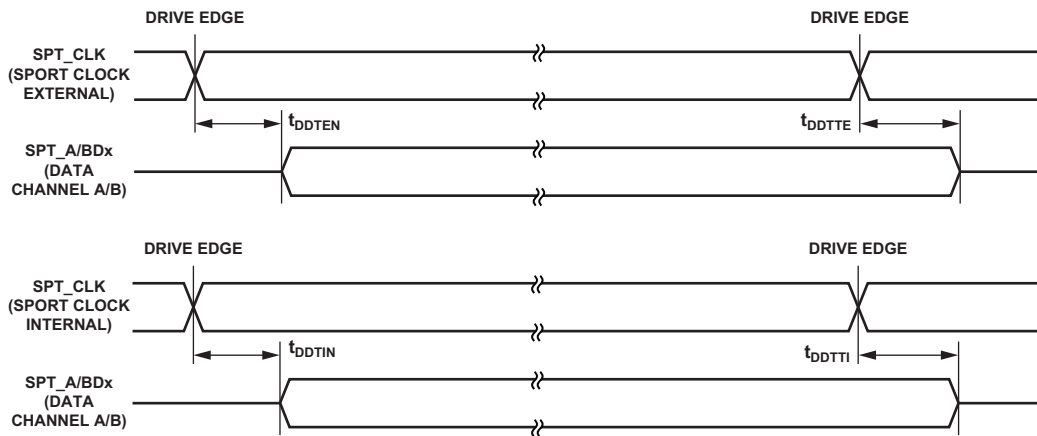 DRIVE EDGE
DRIVE EDGE
SPT_CLK
(SPORT CLOCK
EXTERNAL)
tDDTEN
tDDTTE
SPT_A/BDx
(DATA
CHANNEL A/B)
DRIVE EDGE
DRIVE EDGE
SPT_CLK
(SPORT CLOCK
INTERNAL)
tDDTIN
tDDTTI
SPT_A/BDx
(DATA
CHANNEL A/B)